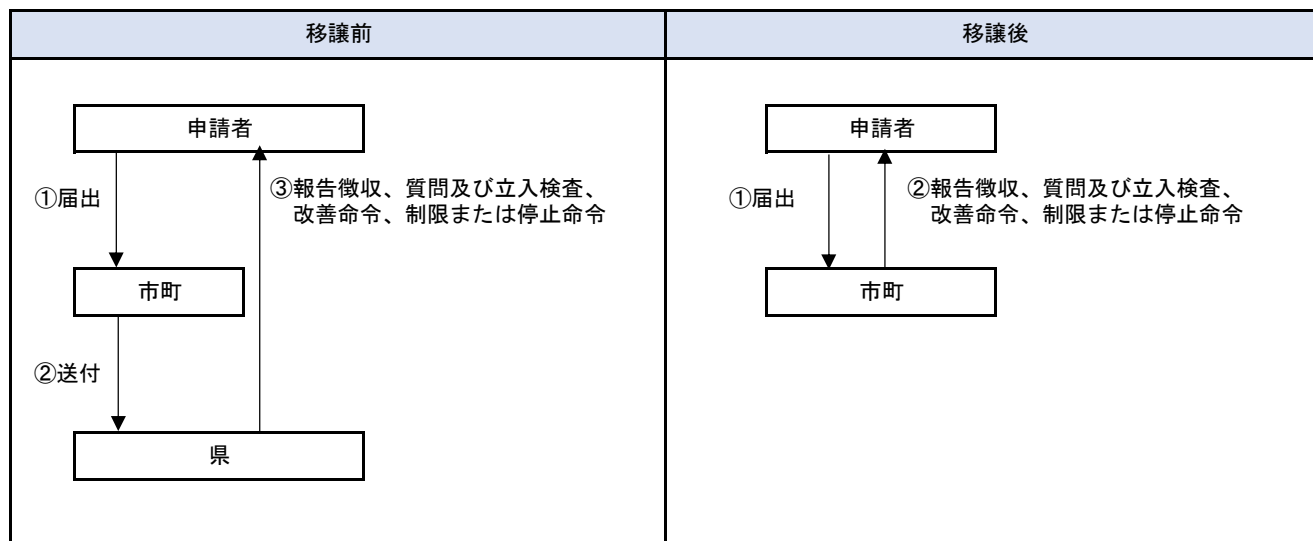 移譲前
申請者
①届出
③報告徴収、質問及び立入検査、
改善命令、制限または停止命令
市町
②送付
県
移譲後
申請者
①届出
②報告徴収、質問及び立入検査、
改善命令、制限または停止命令
市町